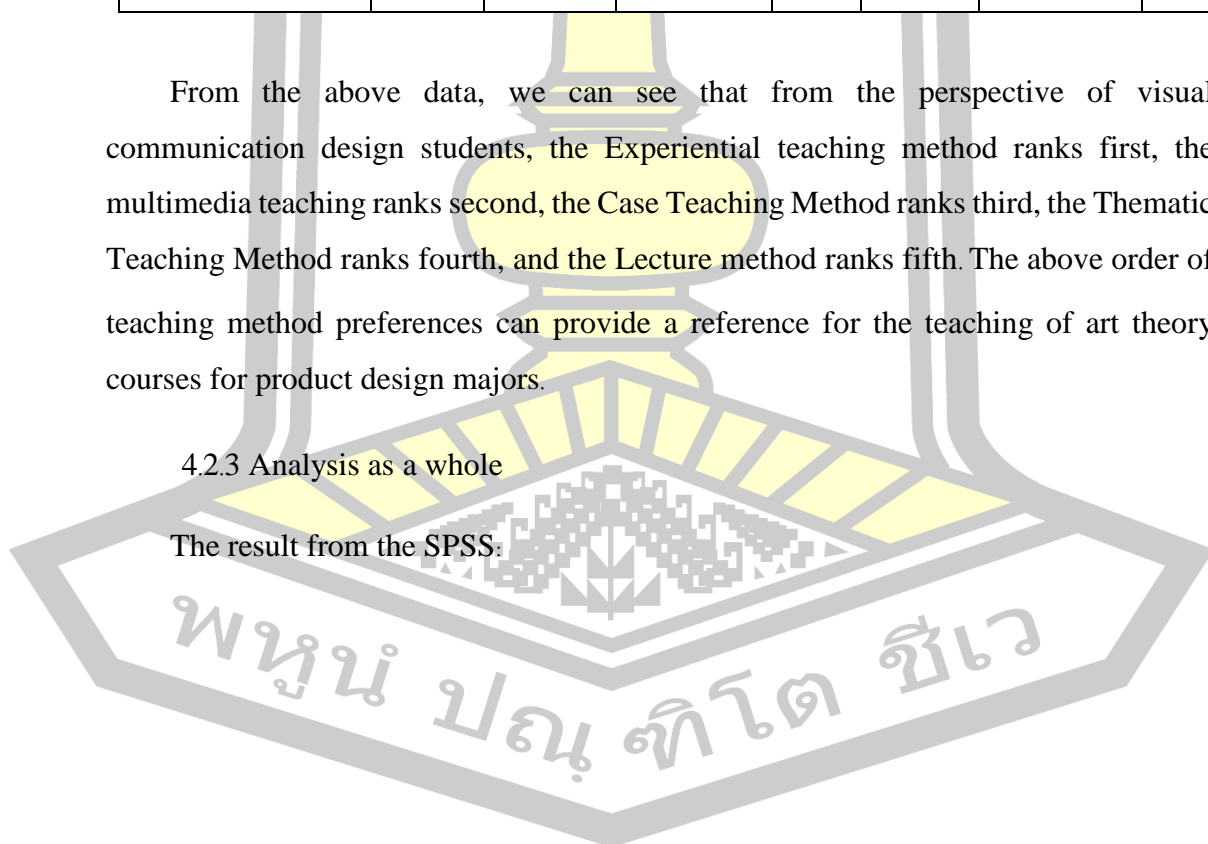 From the above data, we can see that from the perspective of visual
communication design students, the Experiential teaching method ranks first, the
multimedia teaching ranks second, the Case Teaching Method ranks third, the Thematic
Teaching Method ranks fourth, and the Lecture method ranks fifth. The above order of
teaching method preferences can provide a reference for the teaching of art theory
courses for product design majors.
4.2.3 Analysis as a whole
The result from the SPSS:
พหูนํ ปณฺฑิโต ชีเว